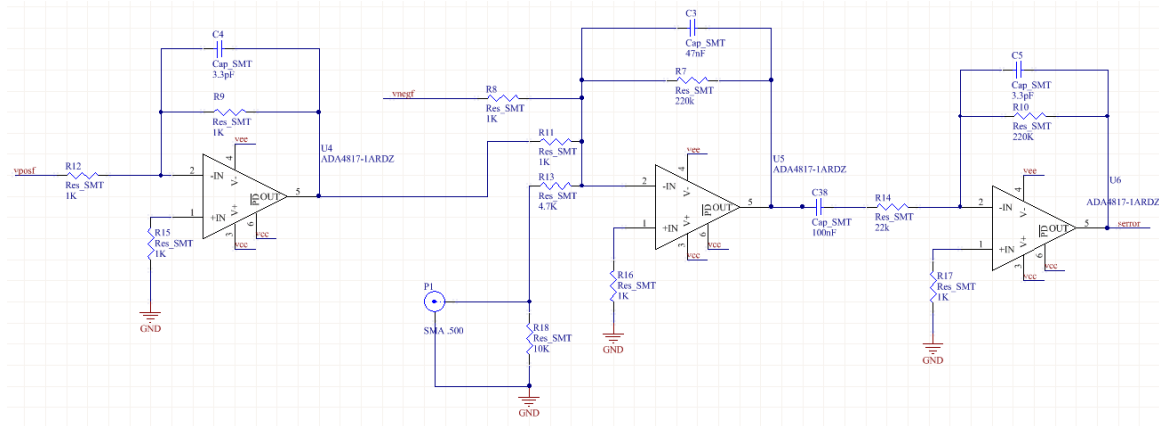 C4
Cap_SMT
3.3pF
R9
Res_SMT
1K
vposf
R12
Res_SMT
1K
U4
ADA4817-1ARDZ
vee
4
V-
2
-IN
PD OUT
5
1
+IN
V+
3
6
vcc
vcc
R15
Res_SMT
1K
GND
C3
Cap_SMT
47nF
R7
Res_SMT
220k
vnegf
R8
Res_SMT
1K
R11
Res_SMT
1K
R13
Res_SMT
4.7K
U5
ADA4817-1ARDZ
vee
4
V-
2
-IN
PD OUT
5
1
+IN
V+
3
6
vcc
vcc
R16
Res_SMT
1K
GND
P1
SMA .500
R18
Res_SMT
10K
GND
C38
Cap_SMT
100nF
R14
Res_SMT
22k
C5
Cap_SMT
3.3pF
R10
Res_SMT
220K
U6
ADA4817-1ARDZ
vee
4
V-
2
-IN
PD OUT
5
serror
1
+IN
V+
3
6
vcc
vcc
R17
Res_SMT
1K
GND